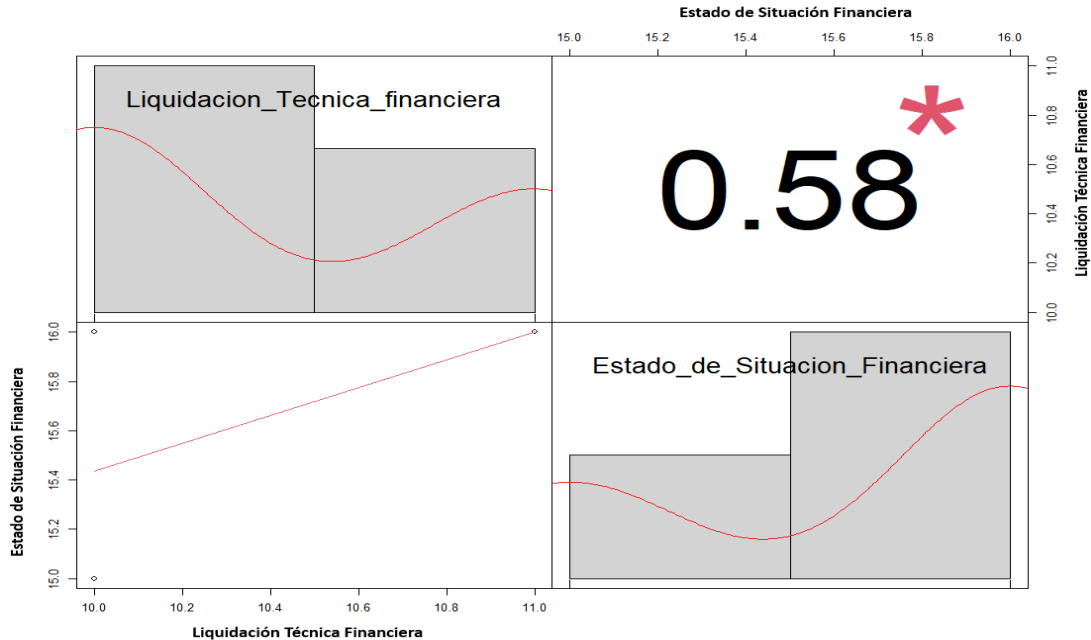 Estado de Situación Financiera
15.0 15.2 15.4 15.6 15.8 16.0
Liquidacion_Tecnica_financiera
0.58*
11.0
10.8
10.6
10.4
10.2
10.0
Liquidación Técnica Financiera
Estado de Situación Financiera
16.0
15.8
15.6
15.4
15.2
15.0
Estado_de_Situacion_Financiera
10.0 10.2 10.4 10.6 10.8 11.0
Liquidación Técnica Financiera